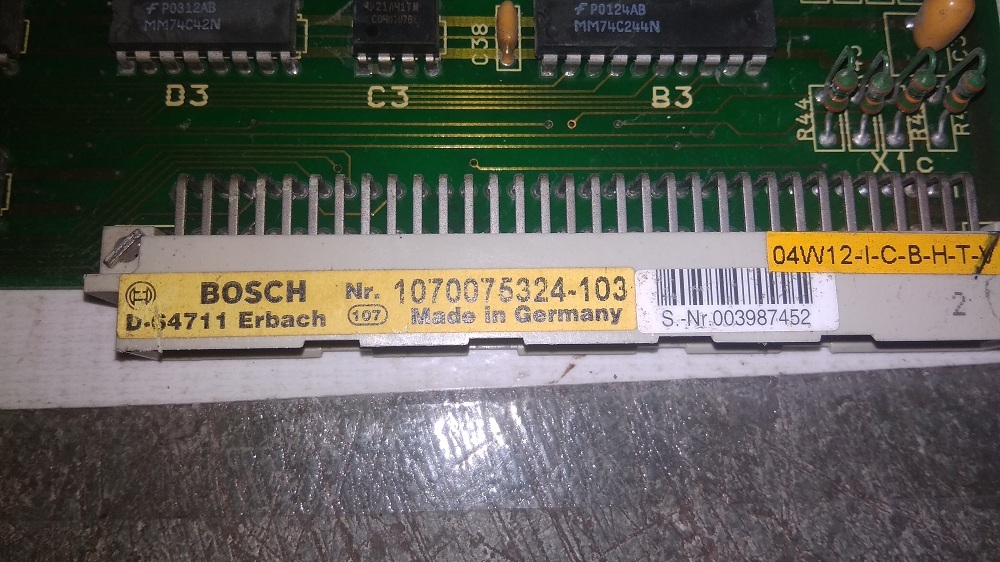 P0312AB
MM74C42N
P0124AB
MM74C244N
C38
D3
C3
B3
R44
X1c
04W12-I-C-B-H-T-V
BOSCH Nr. 1070075324-103
D-64711 Erbach 107 Made in Germany
S.-Nr.003987452
2